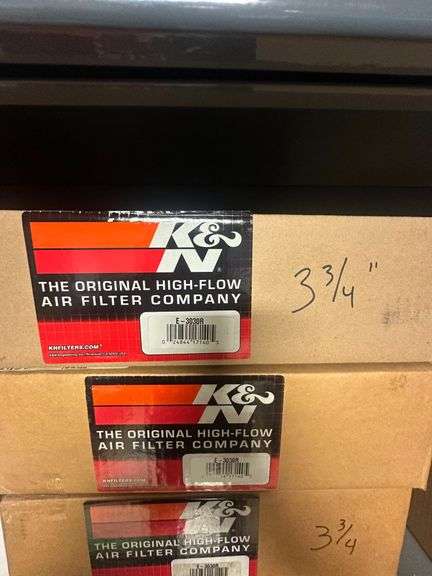 K&N
THE ORIGINAL HIGH-FLOW
AIR FILTER COMPANY
KNFILTERS.COM
E-3030R
3 3/4"
K&N
THE ORIGINAL HIGH-FLOW
AIR FILTER COMPANY
KNFILTERS.COM
E-3030R
K&N
THE ORIGINAL HIGH-FLOW
AIR FILTER COMPANY
E-3030R
3 3/4